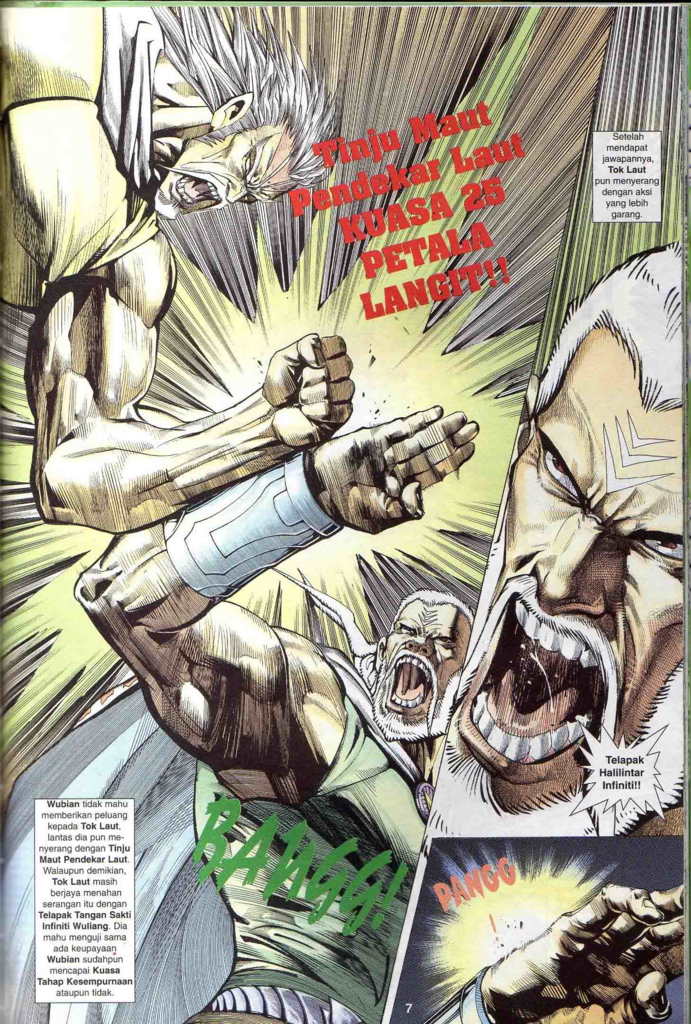 Tinju Maut
Pendekar Laut
KUASA 25
PETALA
LANGIT!!
Setelah
mendapat
jawapannya,
Tok Laut
pun menyerang
dengan aksi
yang lebih
garang.
Telapak
Halilintar
Infiniti!!
Wubian tidak mahu
memberikan peluang
kepada Tok Laut,
lantas dia pun me-
nyerang dengan Tinju
Maut Pendekar Laut.
Walaupun demikian,
Tok Laut masih
berjaya menahan
serangan itu dengan
Telapak Tangan Sakti
Infiniti Wuliang. Dia
mahu menguji sama
ada keupayaan
Wubian sudahpun
mencapai Kuasa
Tahap Kesempurnaan
ataupun tidak.
BANGG!
PANGG
!
7